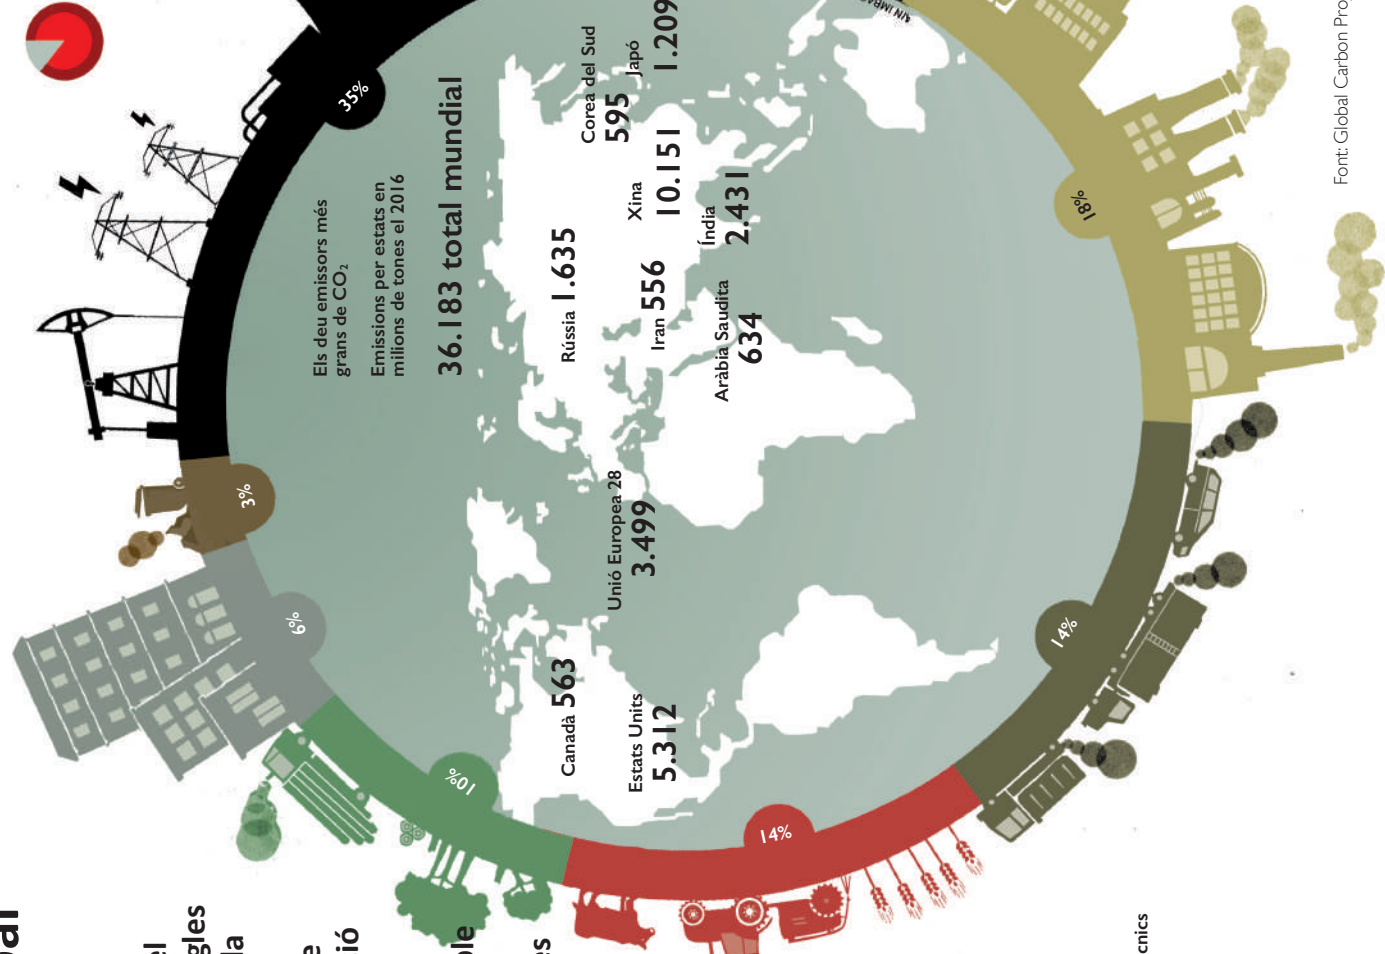 Els deu emissors més
grans de CO₂
Emissions per estats en
milions de tones el 2016
36.183 total mundial
Canadà 563
Estats Units
5.312
Unió Europea 28
3.499
Rússia 1.635
Iran 556
Aràbia Saudita
634
Xina
10.151
Índia
2.431
Corea del Sud
595
Japó
1.209
35%
3%
6%
10%
14%
14%
18%
Font: Global Carbon Pro
cnics